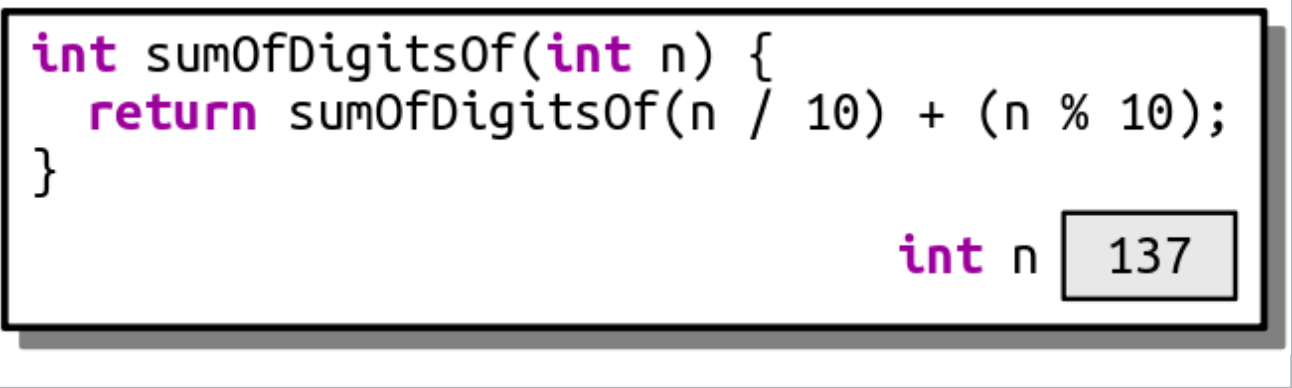 int sumOfDigitsOf(int n) {
  return sumOfDigitsOf(n / 10) + (n % 10);
}
int n 137